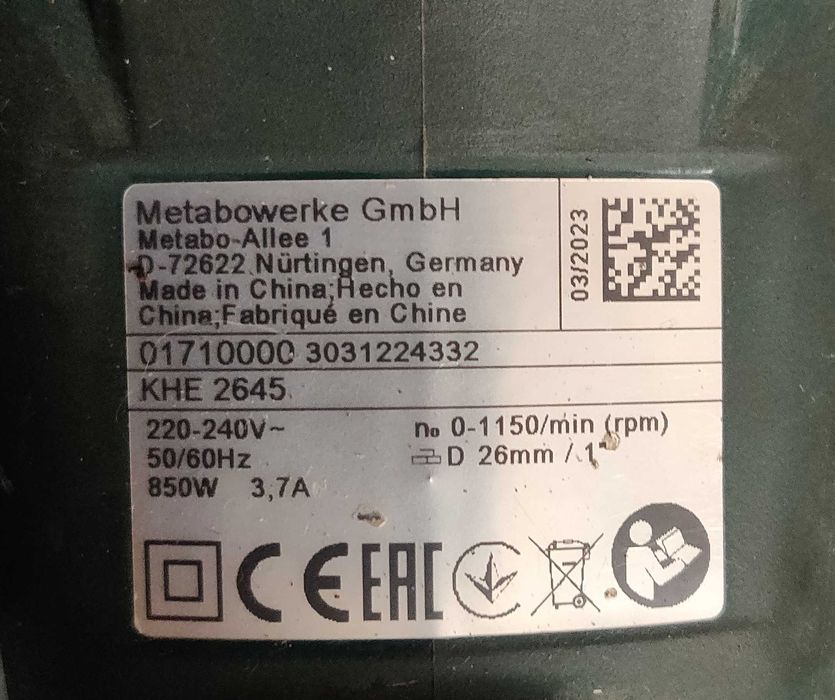 Metabowerke GmbH
Metabo-Allee 1
D-72622 Nürtingen, Germany
Made in China;Hecho en
China;Fabriqué en Chine
03/2023
01710000 3031224332
KHE 2645
220-240V~
50/60Hz
850W 3,7A
n₀ 0-1150/min (rpm)
D 26mm / 1"
CE EAC